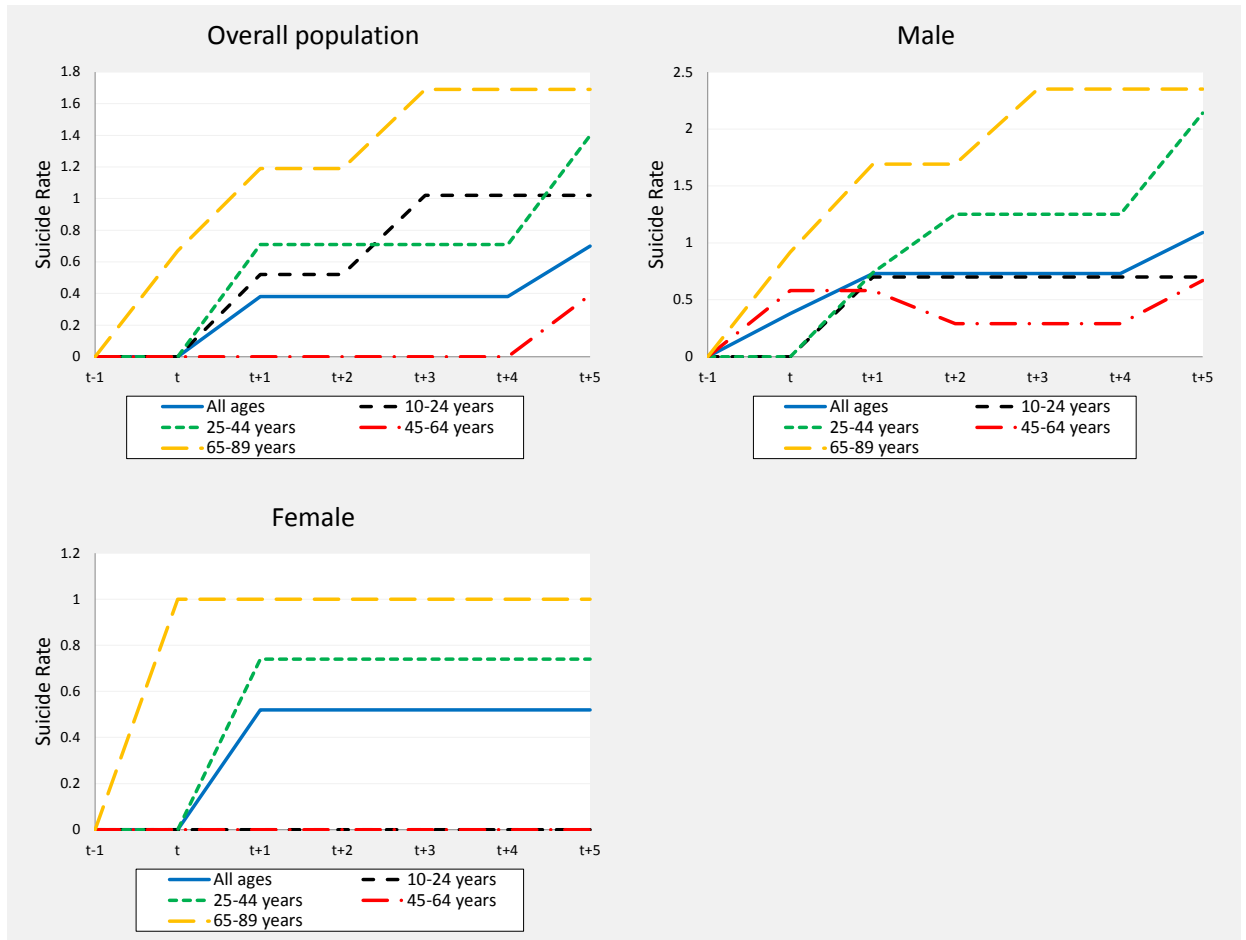 Overall population
Suicide Rate
1.8
1.6
1.4
1.2
1
0.8
0.6
0.4
0.2
0
t-1 t t+1 t+2 t+3 t+4 t+5
All ages 10-24 years
25-44 years 45-64 years
65-89 years
Male
Suicide Rate
2.5
2
1.5
1
0.5
0
t-1 t t+1 t+2 t+3 t+4 t+5
All ages 10-24 years
25-44 years 45-64 years
65-89 years
Female
Suicide Rate
1.2
1
0.8
0.6
0.4
0.2
0
t-1 t t+1 t+2 t+3 t+4 t+5
All ages 10-24 years
25-44 years 45-64 years
65-89 years